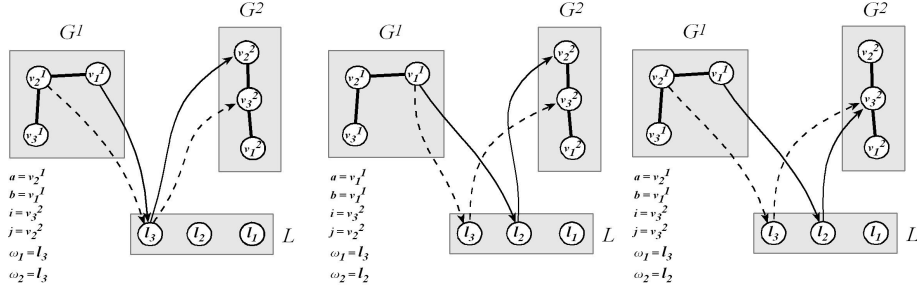 G¹
G²
v₂¹
v₁¹
v₃¹
v₂²
v₃²
v₁²
a = v₂¹
b = v₁¹
i = v₃²
j = v₂²
ω₁ = l₃
ω₂ = l₃
l₃ l₂ l₁
L
G¹
G²
v₂¹
v₁¹
v₃¹
v₂²
v₃²
v₁²
a = v₁¹
b = v₁¹
i = v₃²
j = v₂²
ω₁ = l₃
ω₂ = l₂
l₃ l₂ l₁
L
G¹
G²
v₂¹
v₁¹
v₃¹
v₂²
v₃²
v₁²
a = v₂¹
b = v₁¹
i = v₃²
j = v₃²
ω₁ = l₃
ω₂ = l₂
l₃ l₂ l₁
L